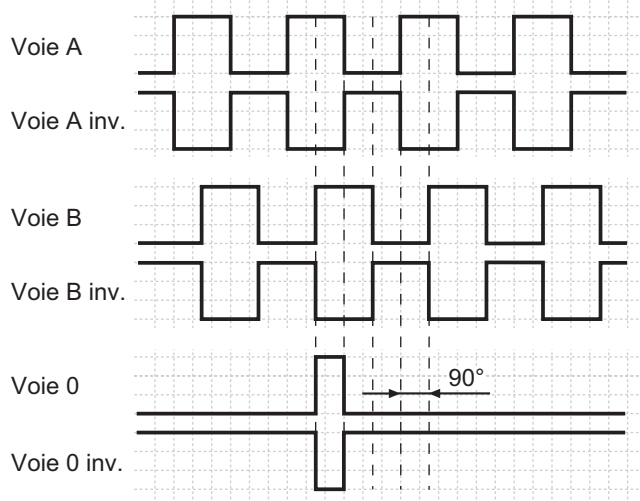 Voie A
Voie A inv.
Voie B
Voie B inv.
Voie 0
90°
Voie 0 inv.